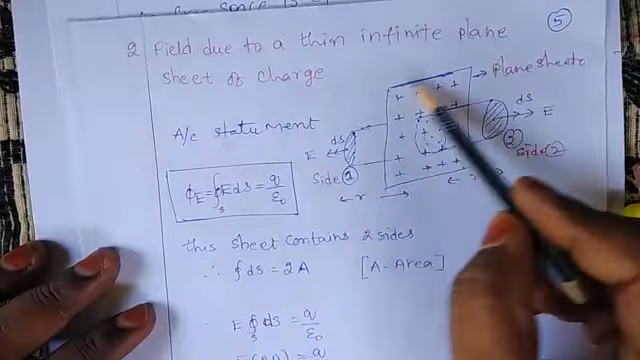 5
2 Field due to a thin infinite plane
sheet of charge
Plane sheet
A/c statement
ds
E
ds
E
Side ①
②
Side ②
← r →
← r →
ϕE = ∮s E ds = q/ε0
this sheet contains 2 sides
∴ ∮ ds = 2A [A - Area]
E ∮s ds = q/ε0
E(2A) = q